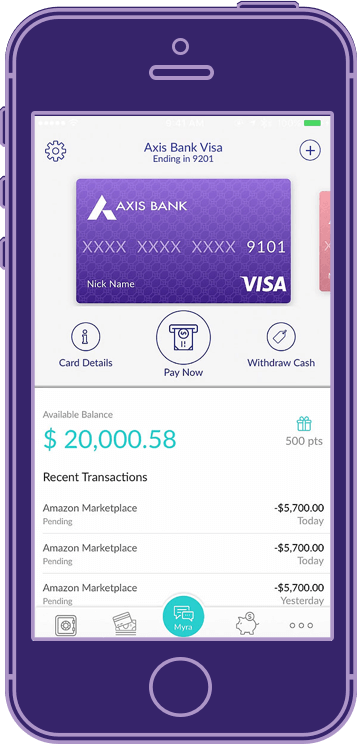 Axis Bank Visa
Ending in 9201
AXIS BANK
XXXX XXXX XXXX 9101
Nick Name
VISA
Card Details
Pay Now
Withdraw Cash
Available Balance
$ 20,000.58
500 pts
Recent Transactions
Amazon Marketplace -$5,700.00
Pending Today
Amazon Marketplace -$5,700.00
Pending Today
Amazon Marketplace -$5,700.00
Pending Yesterday
Myra